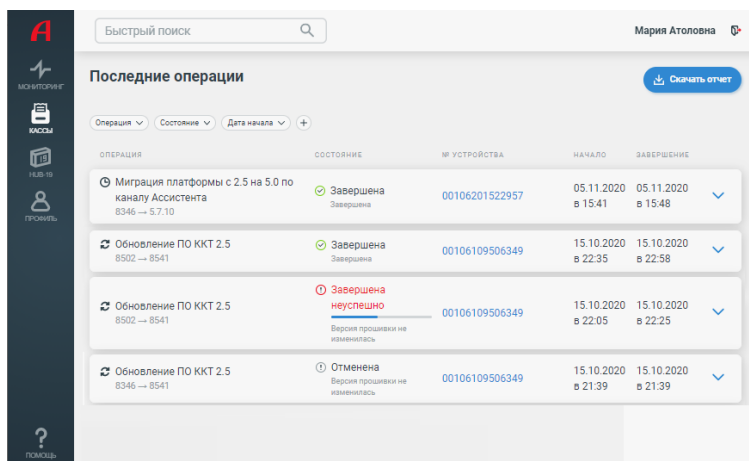 A
Быстрый поиск
Мария Атоловна
МОНИТОРИНГ
Последние операции
Скачать отчет
КАССЫ
Операция
Состояние
Дата начала
+
HUB-19
ПРОФИЛЬ
ОПЕРАЦИЯ СОСТОЯНИЕ № УСТРОЙСТВА НАЧАЛО ЗАВЕРШЕНИЕ
Миграция платформы с 2.5 на 5.0 по
каналу Ассистента
8346 → 5.7.10
Завершена
Завершена
00106201522957
05.11.2020
в 15:41
05.11.2020
в 15:48
Обновление ПО ККТ 2.5
8502 → 8541
Завершена
Завершена
00106109506349
15.10.2020
в 22:35
15.10.2020
в 22:58
Обновление ПО ККТ 2.5
8502 → 8541
Завершена
неуспешно
Версия прошивки не
изменилась
00106109506349
15.10.2020
в 22:05
15.10.2020
в 22:25
Обновление ПО ККТ 2.5
8346 → 8541
Отменена
Версия прошивки не
изменилась
00106109506349
15.10.2020
в 21:39
15.10.2020
в 21:39
?
ПОМОЩЬ